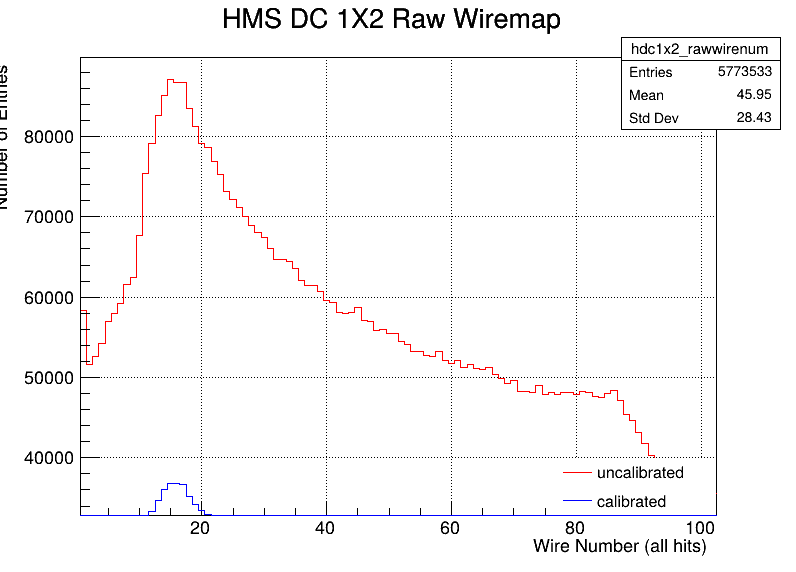 HMS DC 1X2 Raw Wiremap
hdc1x2_rawwirenum
Entries 5773533
Mean 45.95
Std Dev 28.43
Number of Entries
80000
70000
60000
50000
40000
uncalibrated
calibrated
20 40 60 80 100
Wire Number (all hits)